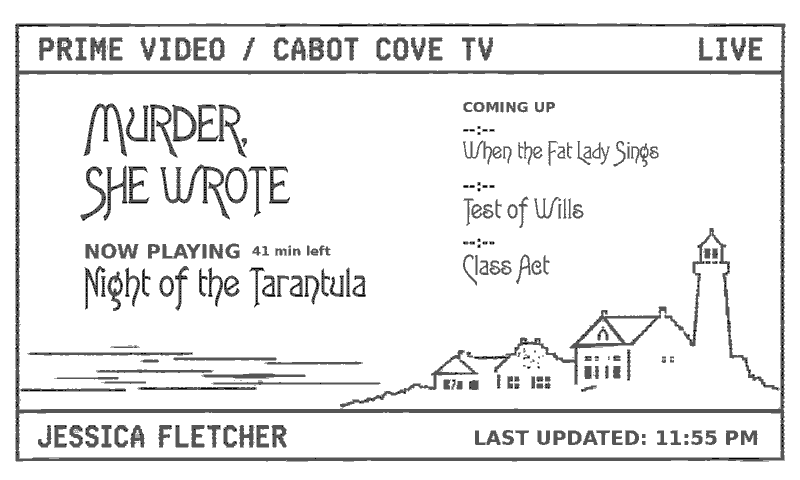 PRIME VIDEO / CABOT COVE TV
LIVE
MURDER,
SHE WROTE
NOW PLAYING 41 min left
Night of the Tarantula
COMING UP
--:--
When the Fat Lady Sings
--:--
Test of Wills
--:--
Class Act
JESSICA FLETCHER
LAST UPDATED: 11:55 PM